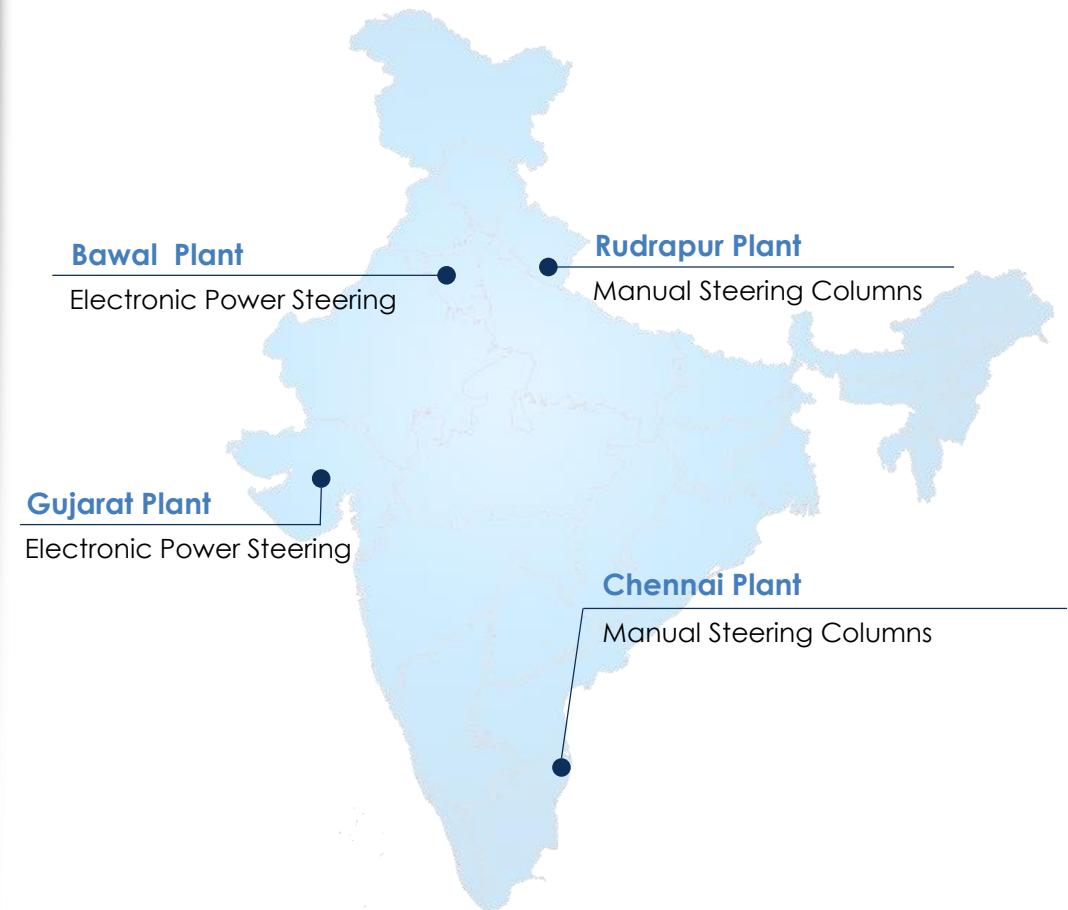 Bawal Plant
Electronic Power Steering
Rudrapur Plant
Manual Steering Columns
Gujarat Plant
Electronic Power Steering
Chennai Plant
Manual Steering Columns